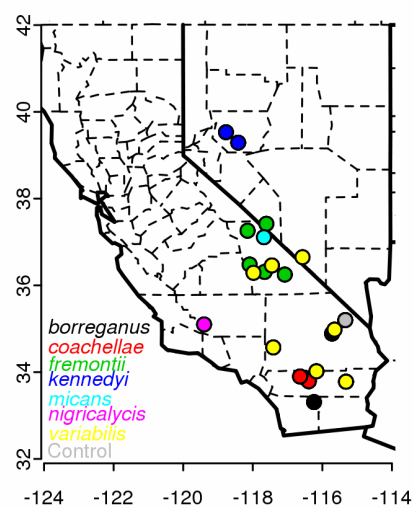 42
40
38
36
34
32
borreganus
coachellae
fremontii
kennedyi
micans
nigricalycis
variabilis
Control
-124 -122 -120 -118 -116 -114